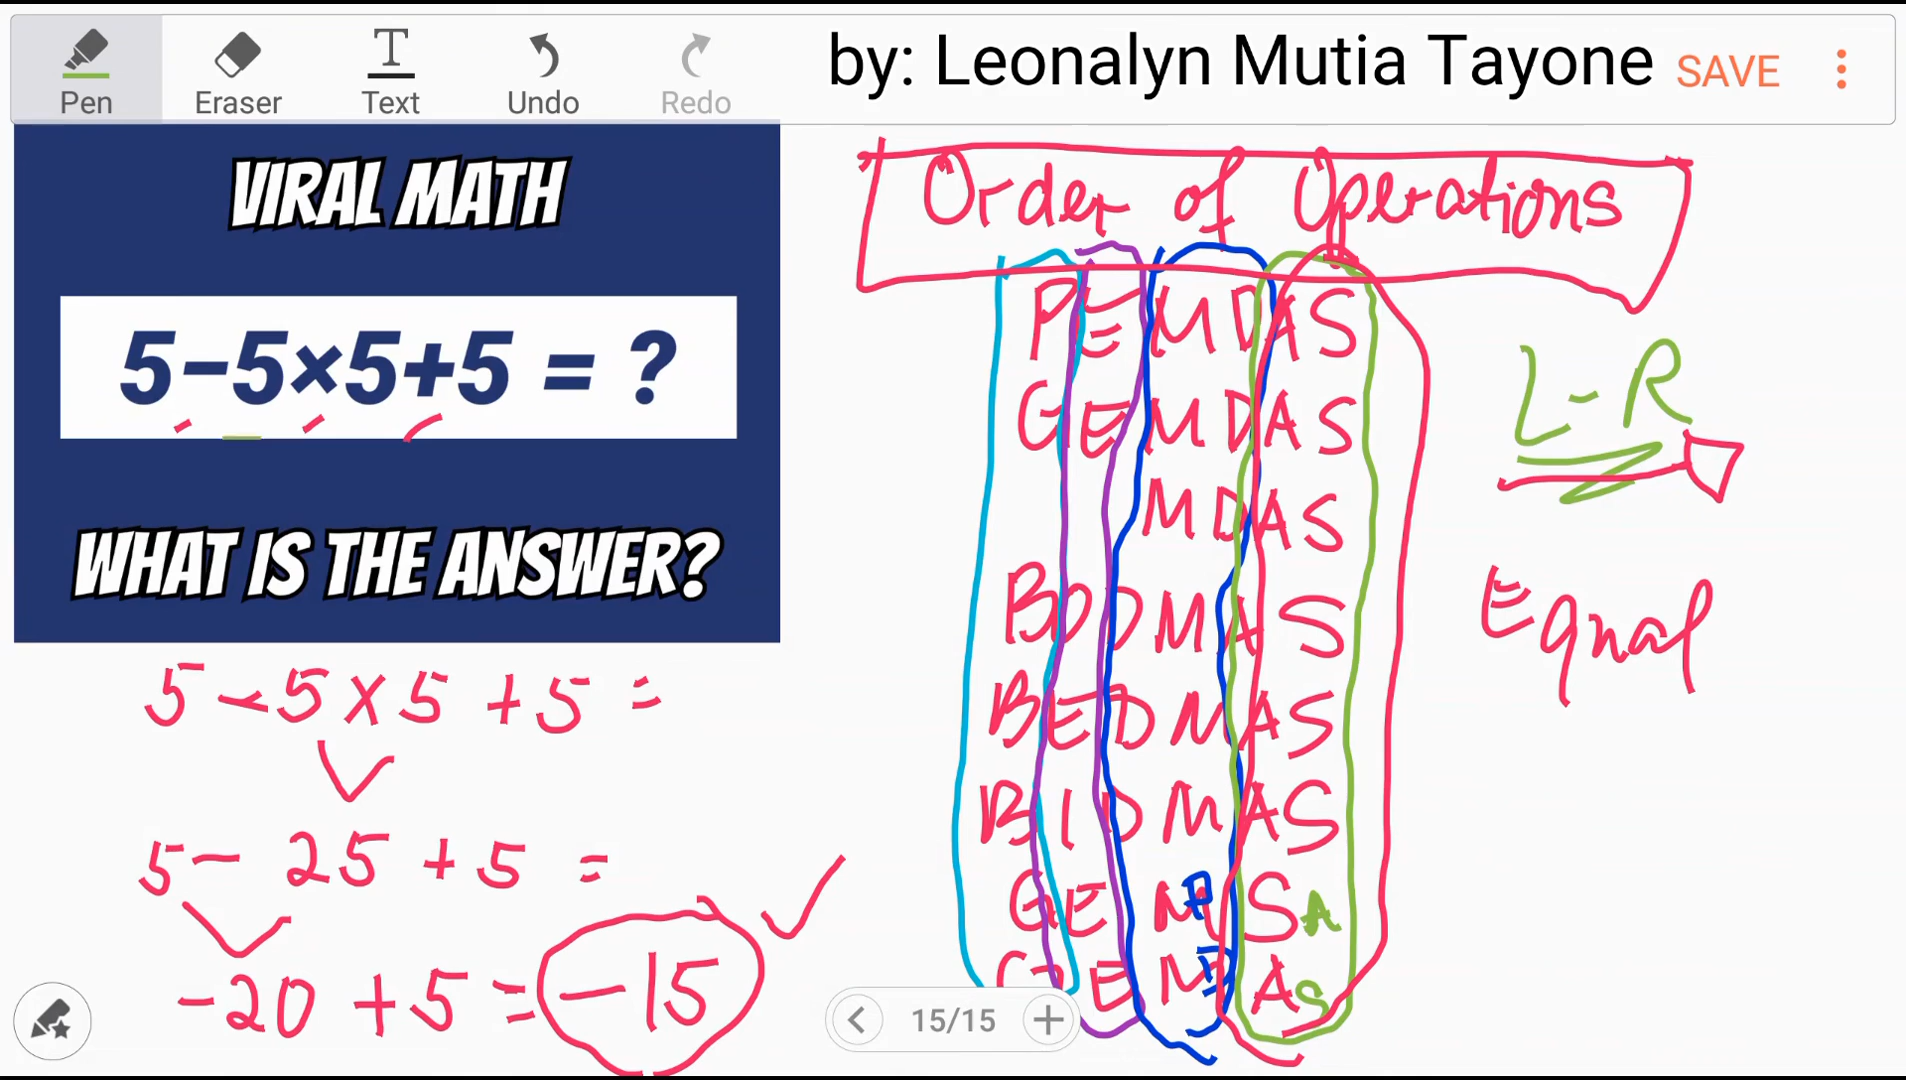 Pen
Eraser
Text
Undo
Redo
by: Leonalyn Mutia Tayone
SAVE
VIRAL MATH
5−5×5+5 = ?
WHAT IS THE ANSWER?
5 − 5 × 5 + 5 =
5 − 25 + 5 =
-20 + 5 = -15
Order of Operations
PEMDAS
GEMDAS
MDAS
BODMAS
BEDMAS
BIDMAS
GEMDSA
GEMDAS
L-R
Equal
15/15